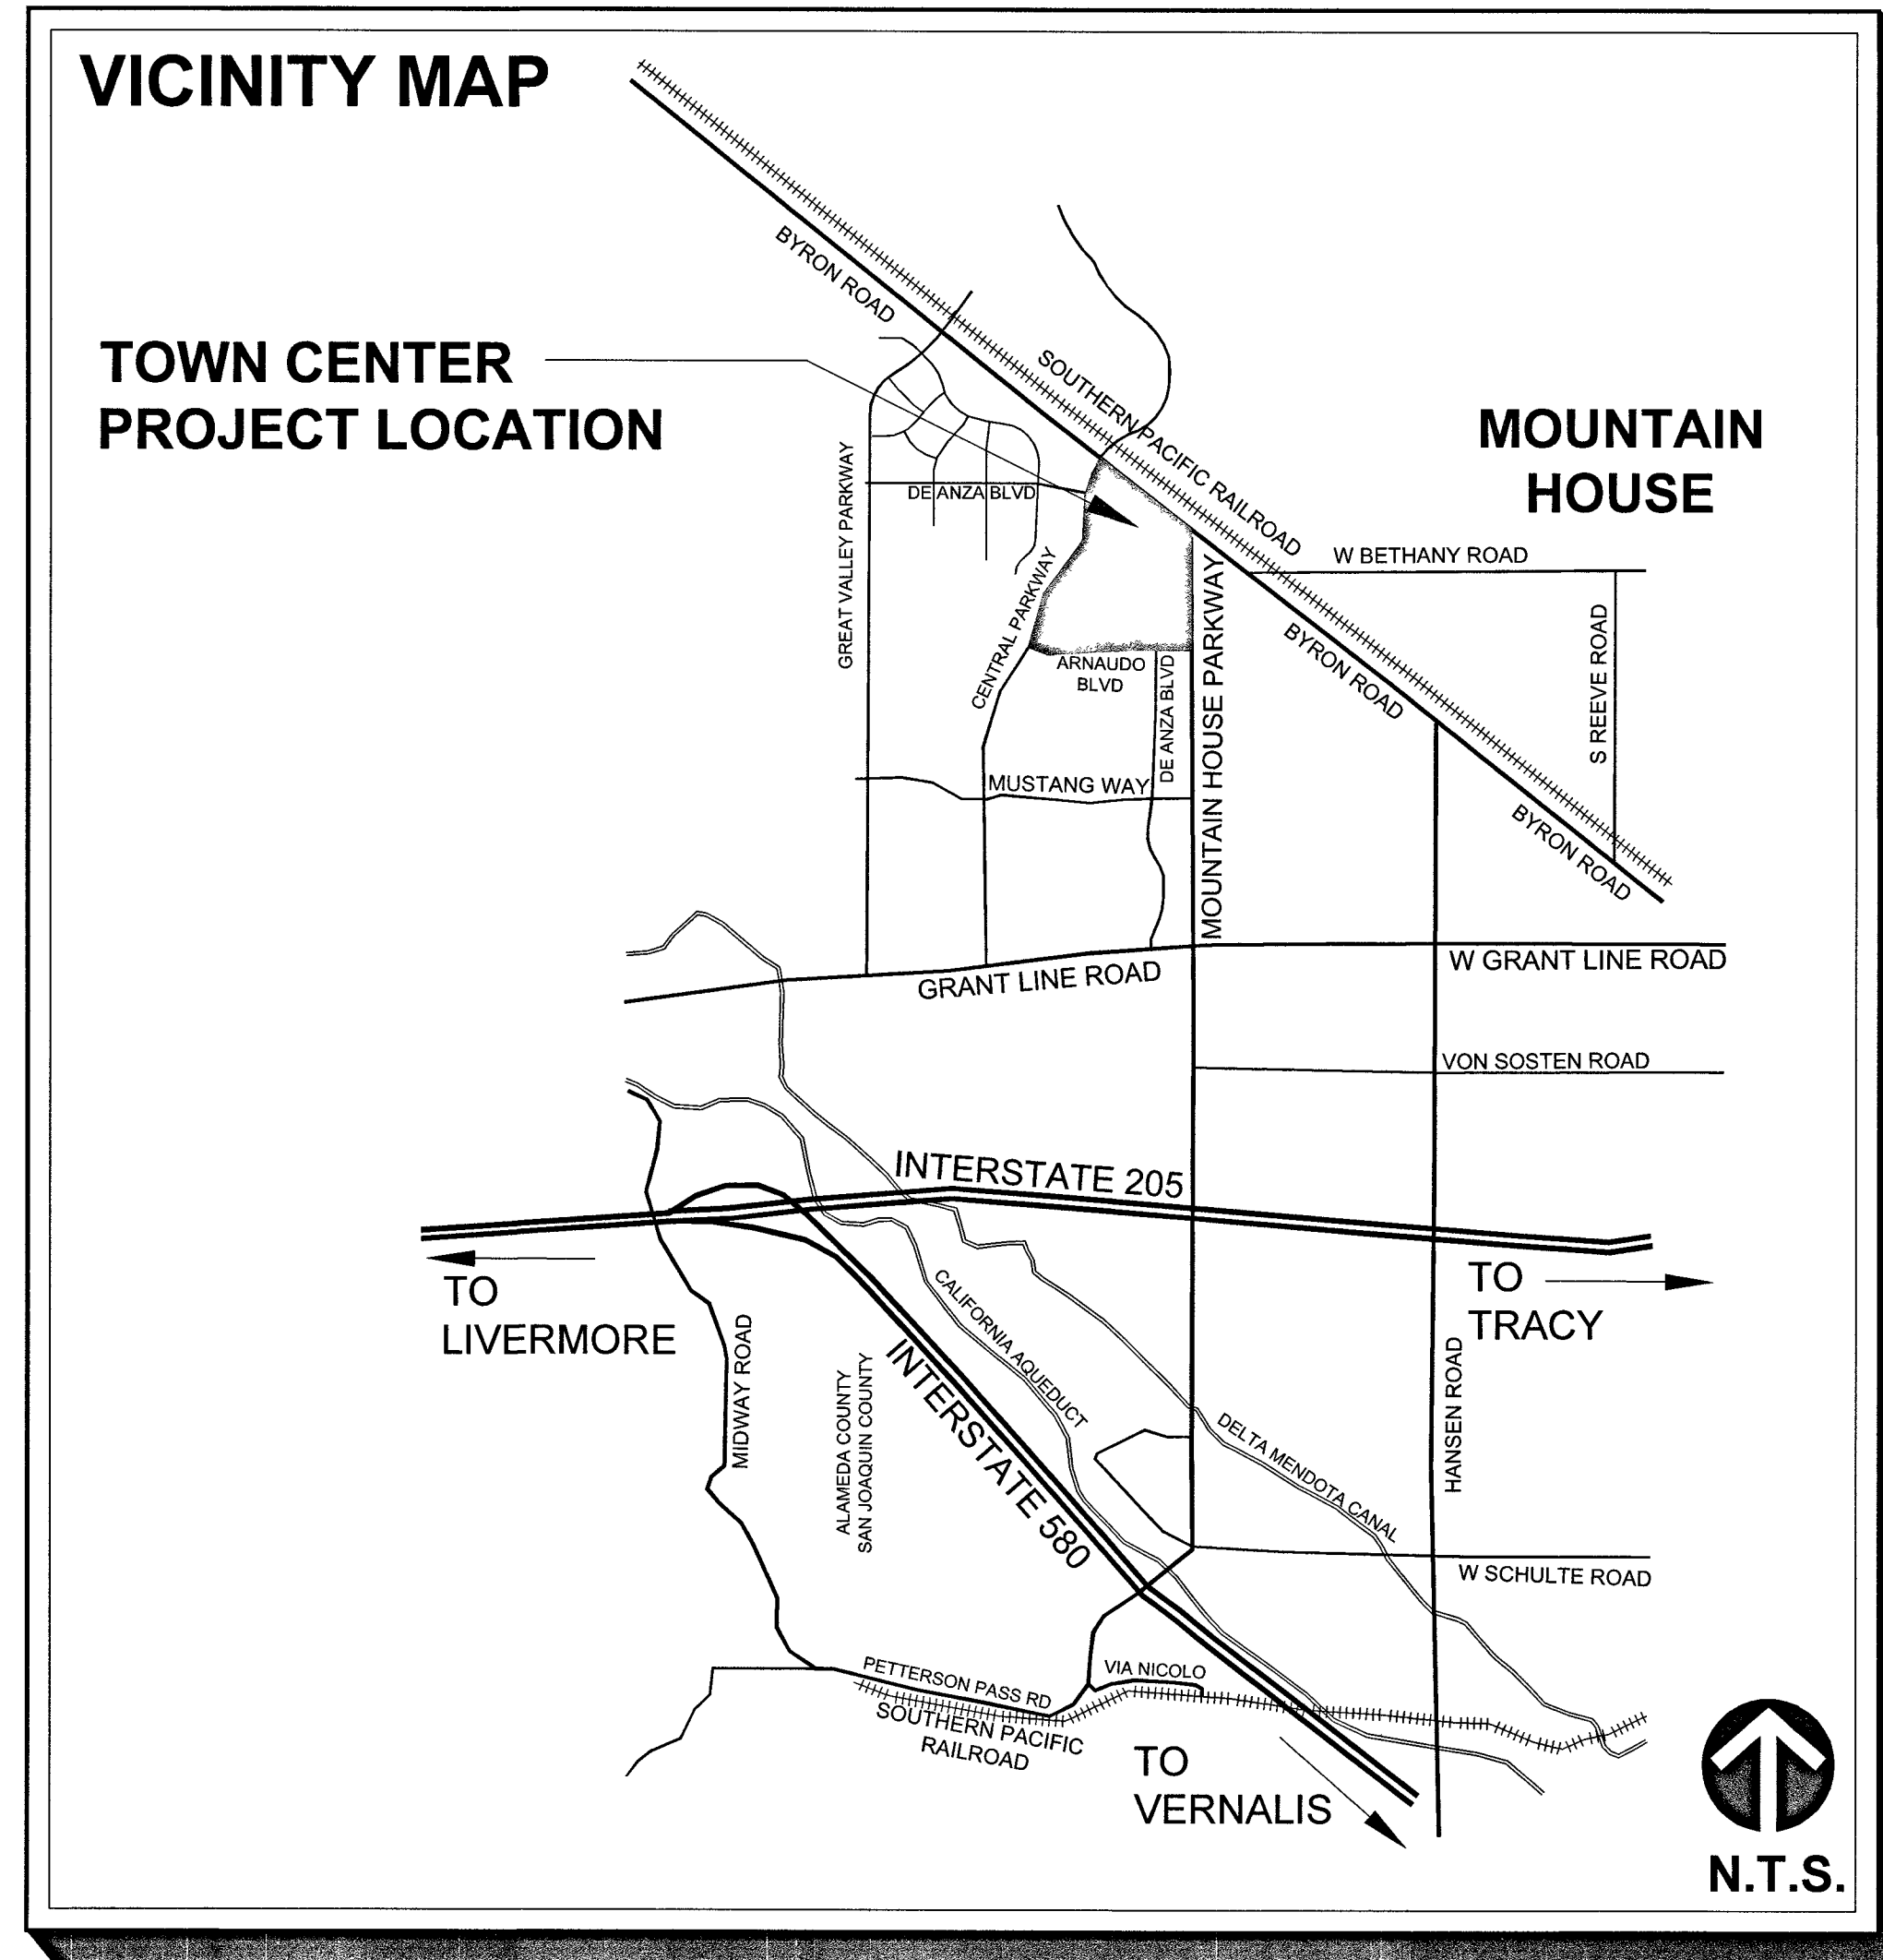 VICINITY MAP
BYRON ROAD
TOWN CENTER
PROJECT LOCATION
SOUTHERN PACIFIC RAILROAD
MOUNTAIN
HOUSE
GREAT VALLEY PARKWAY
DE ANZA BLVD
W BETHANY ROAD
CENTRAL PARKWAY
MOUNTAIN HOUSE PARKWAY
BYRON ROAD
S REEVE ROAD
ARNAUDO
BLVD
DE ANZA BLVD
MUSTANG WAY
BYRON ROAD
GRANT LINE ROAD
W GRANT LINE ROAD
VON SOSTEN ROAD
INTERSTATE 205
TO
LIVERMORE
TO
TRACY
CALIFORNIA AQUEDUCT
MIDWAY ROAD
ALAMEDA COUNTY
SAN JOAQUIN COUNTY
INTERSTATE 580
DELTA MENDOTA CANAL
HANSEN ROAD
W SCHULTE ROAD
PETTERSON PASS RD
VIA NICOLO
SOUTHERN PACIFIC
RAILROAD
TO
VERNALIS
N.T.S.